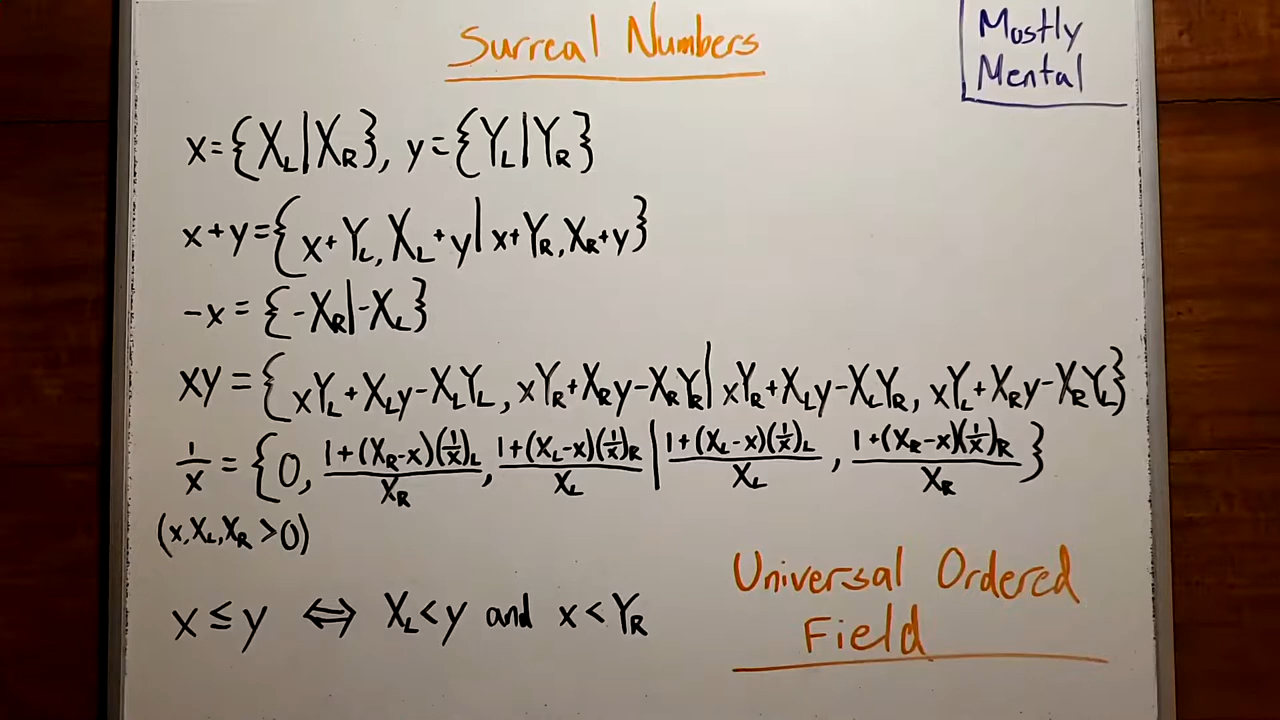 Surreal Numbers
Mostly
Mental
x={X_L|X_R}, y={Y_L|Y_R}
x+y={x+Y_L, X_L+y|x+Y_R, X_R+y}
-x={-X_R|-X_L}
xy={xY_L+X_Ly-X_LY_L, xY_R+X_Ry-X_RY_R|xY_R+X_Ly-X_LY_R, xY_L+X_Ry-X_RY_L}
1/x={0, (1+(X_R-x)(1/x)_L)/X_R, (1+(X_L-x)(1/x)_R)/X_L|(1+(X_L-x)(1/x)_L)/X_L, (1+(X_R-x)(1/x)_R)/X_R}
(x,X_L,X_R>0)
x≤y ⇔ X_L<y and x<Y_R
Universal Ordered
Field